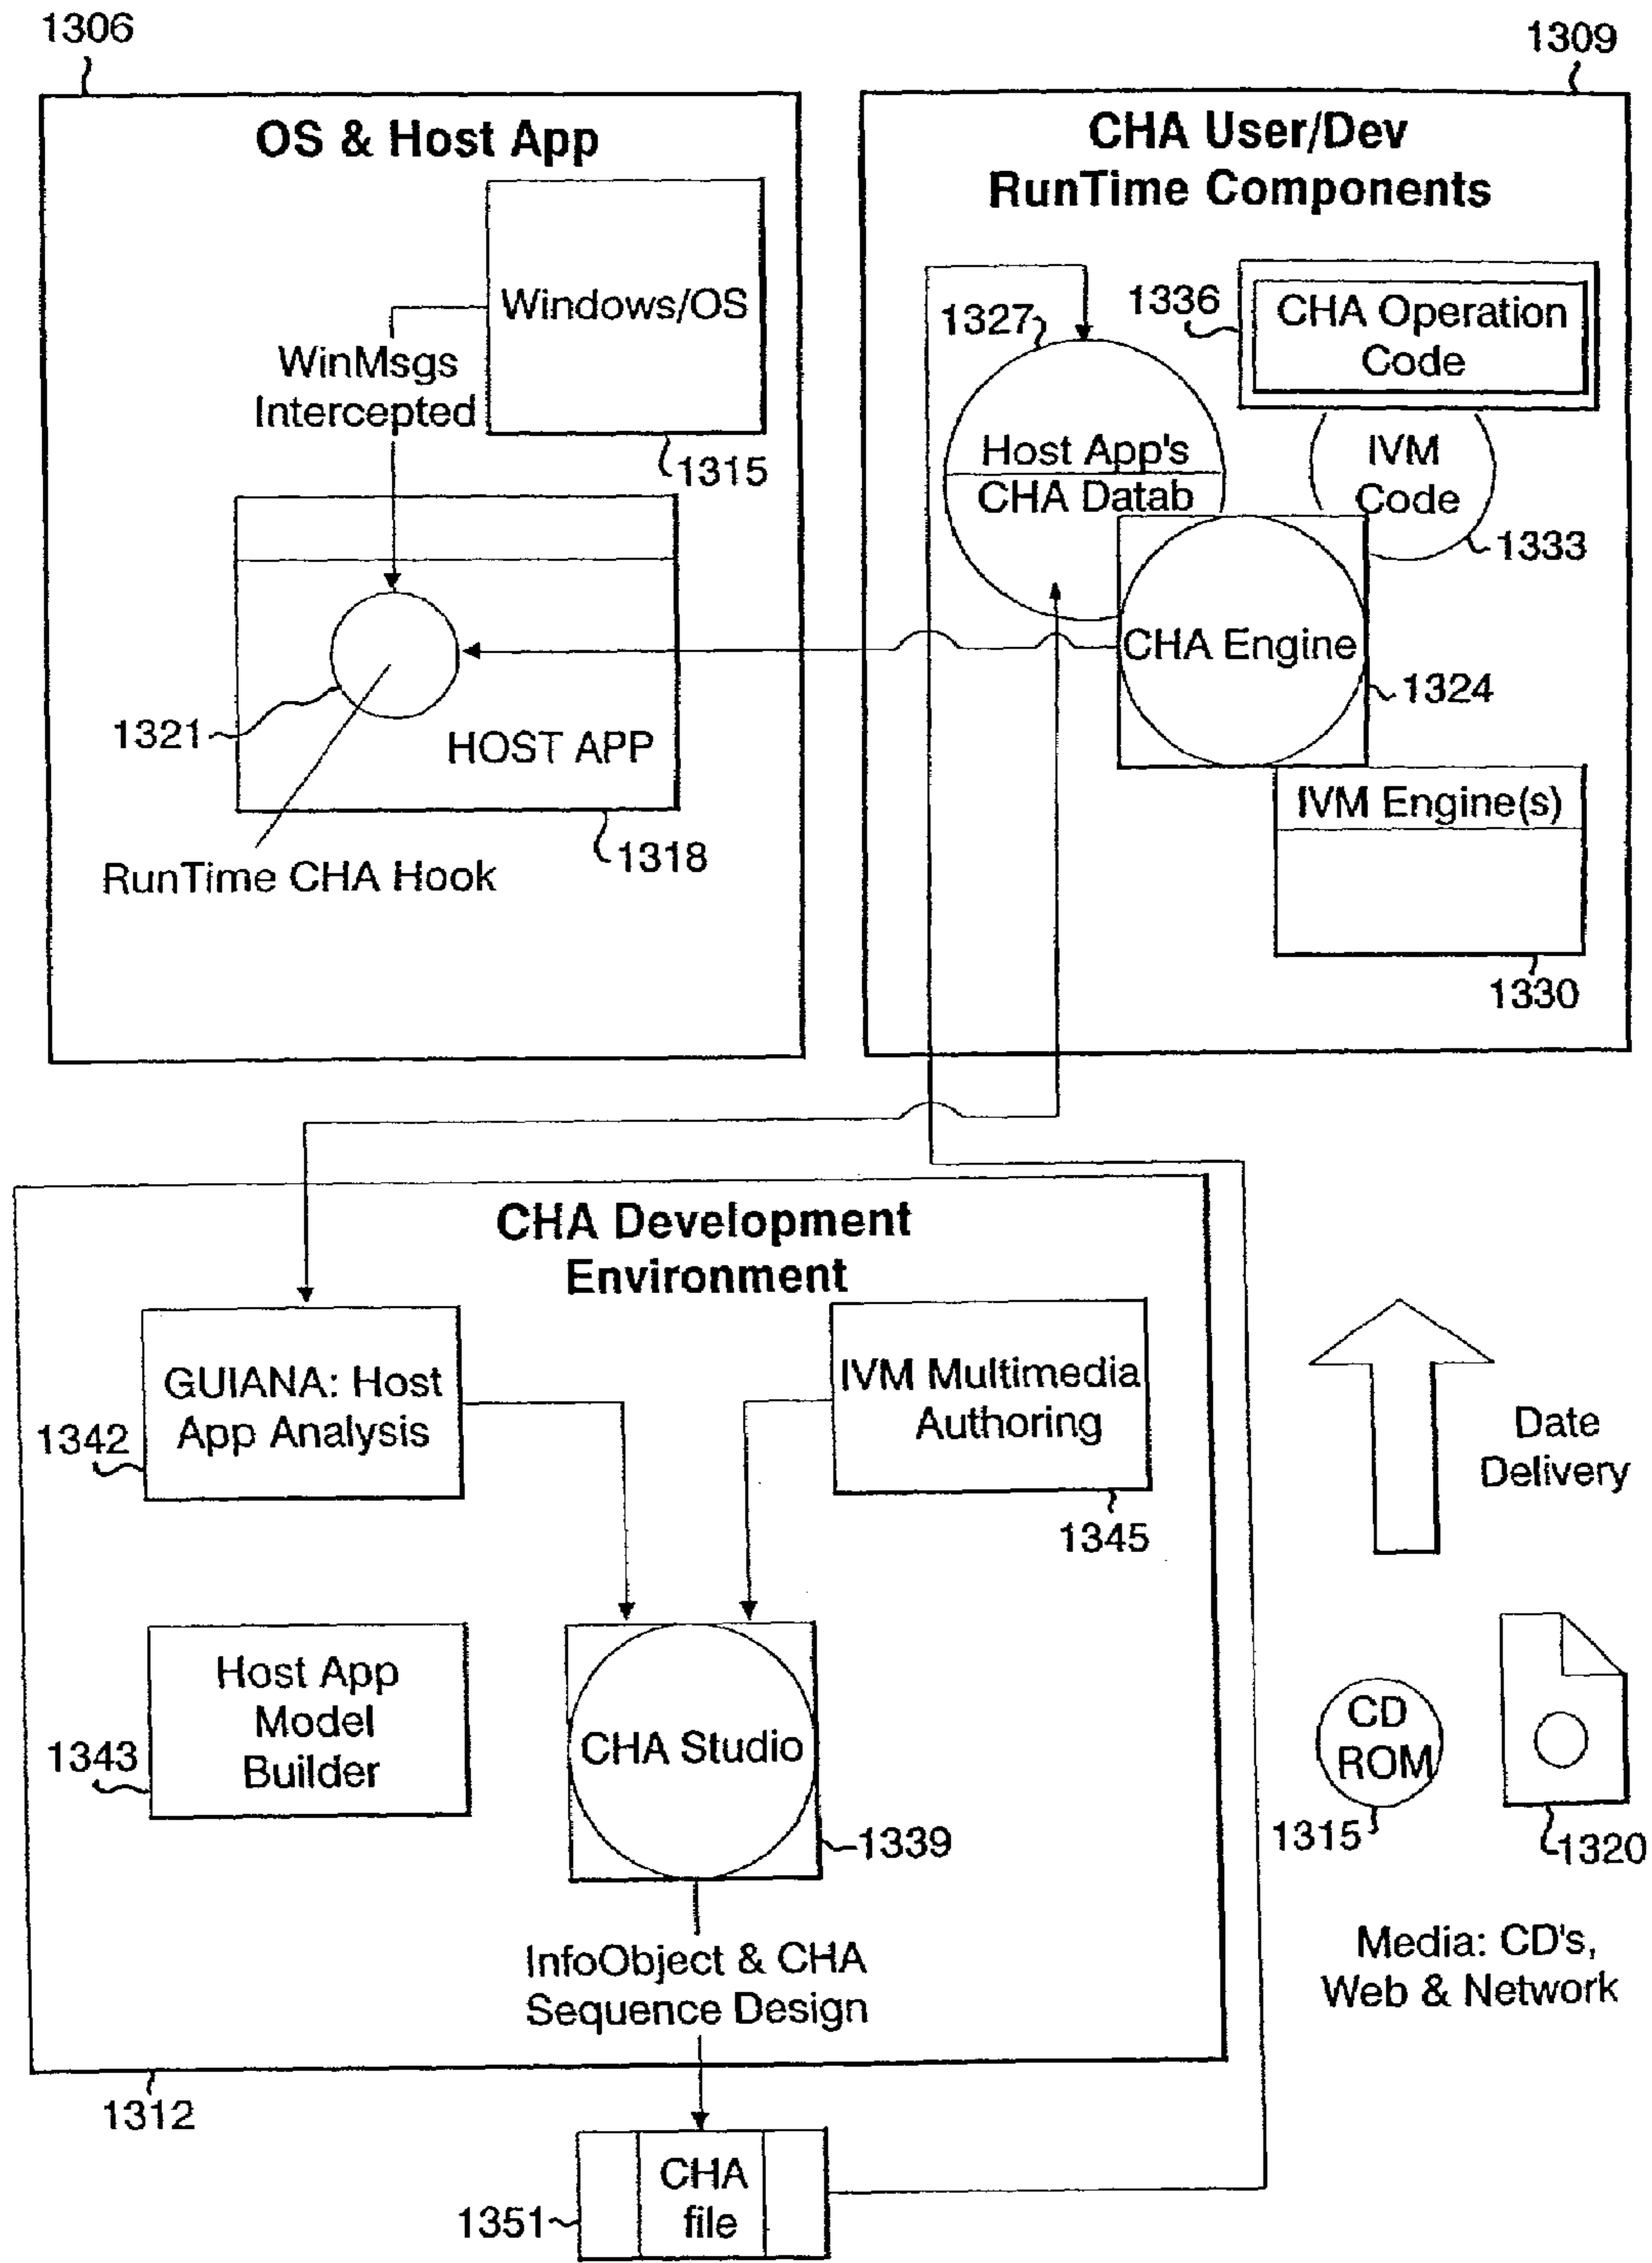 1306
1309
OS & Host App
Windows/OS
WinMsgs
Intercepted
1315
1321
HOST APP
1318
RunTime CHA Hook
CHA User/Dev
RunTime Components
1327
1336
CHA Operation
Code
Host App's
CHA Datab
IVM
Code
1333
CHA Engine
1324
IVM Engine(s)
1330
CHA Development
Environment
GUIANA: Host
App Analysis
1342
IVM Multimedia
Authoring
1345
Host App
Model
Builder
1343
CHA Studio
1339
InfoObject & CHA
Sequence Design
1312
CHA
file
1351
Date
Delivery
CD
ROM
1315
1320
Media: CD's,
Web & Network